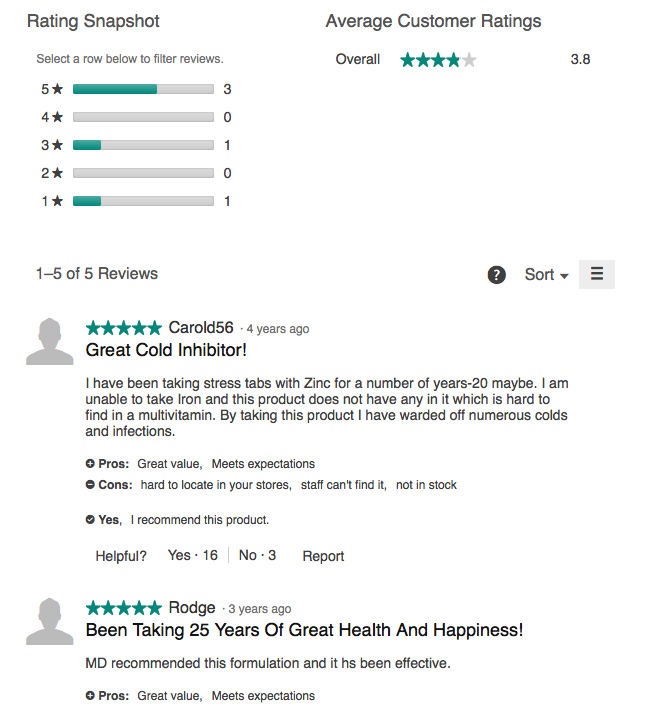 Rating Snapshot
Average Customer Ratings
Select a row below to filter reviews.
Overall ★★★★★ 3.8
5★ 3
4★ 0
3★ 1
2★ 0
1★ 1
1–5 of 5 Reviews
? Sort
★★★★★ Carold56 · 4 years ago
Great Cold Inhibitor!
I have been taking stress tabs with Zinc for a number of years-20 maybe. I am
unable to take Iron and this product does not have any in it which is hard to
find in a multivitamin. By taking this product I have warded off numerous colds
and infections.
Pros: Great value, Meets expectations
Cons: hard to locate in your stores, staff can't find it, not in stock
Yes, I recommend this product.
Helpful? Yes · 16 No · 3 Report
★★★★★ Rodge · 3 years ago
Been Taking 25 Years Of Great Health And Happiness!
MD recommended this formulation and it hs been effective.
Pros: Great value, Meets expectations